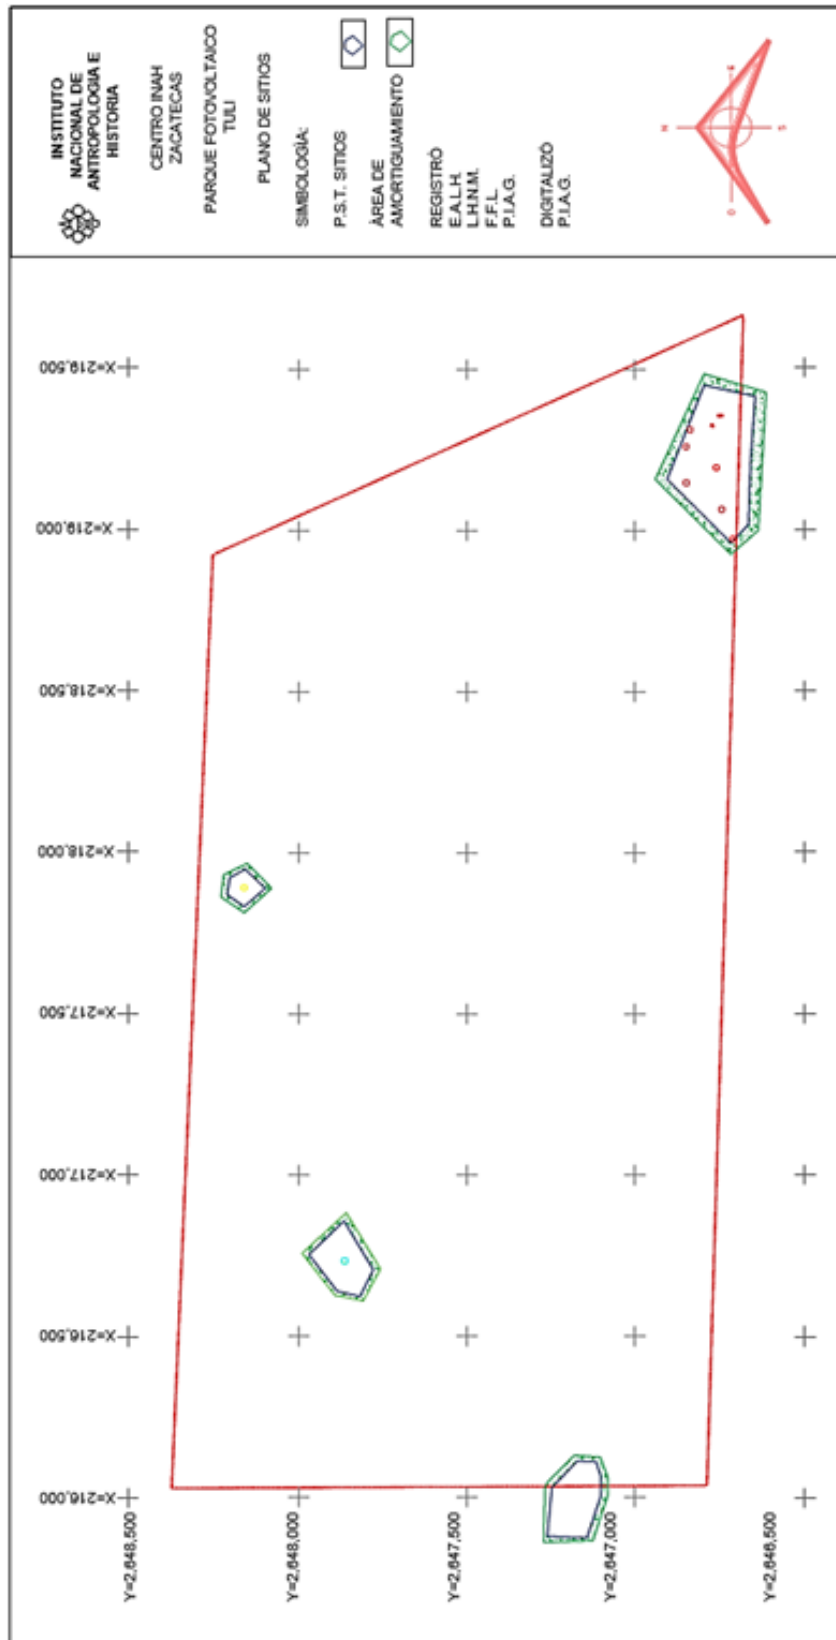 INSTITUTO
NACIONAL DE
ANTROPOLOGIA E
HISTORIA
CENTRO INAH
ZACATECAS
PARQUE FOTOVOLTAICO
TULI
PLANO DE SITIOS
SIMBOLOGÍA:
P.S.T. SITIOS
ÁREA DE
AMORTIGUAMIENTO
REGISTRÓ
E.A.L.H.
L.H.N.M.
F.F.L.
P.I.A.G.
DIGITALIZÓ
P.I.A.G.
N
E
S
O
X=219,500
X=219,000
X=218,500
X=218,000
X=217,500
X=217,000
X=216,500
X=216,000
Y=2,648,500
Y=2,648,000
Y=2,647,500
Y=2,647,000
Y=2,646,500